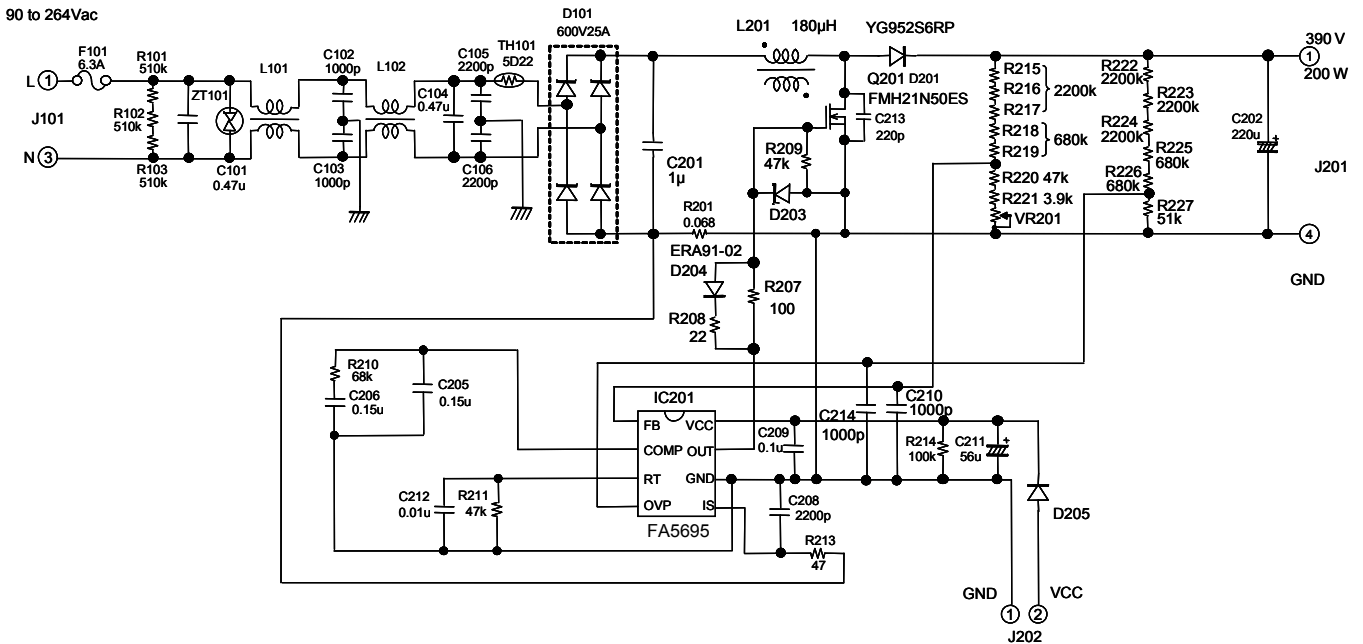 90 to 264Vac
F101
6.3A
L 1
J101
N 3
R101
510k
R102
510k
R103
510k
ZT101
C101
0.47u
L101
C102
1000p
C103
1000p
L102
C104
0.47u
C105
2200p
C106
2200p
TH101
5D22
D101
600V25A
C201
1µ
R201
0.068
L201 180µH
YG952S6RP
Q201 D201
FMH21N50ES
C213
220p
R209
47k
D203
ERA91-02
D204
R207
100
R208
22
R215
R216
R217
2200k
R218
R219
680k
R220 47k
R221 3.9k
VR201
R222
2200k
R223
2200k
R224
2200k
R225
680k
R226
680k
R227
51k
C202
220u
+
390 V
1
200 W
J201
4
GND
R210
68k
C206
0.15u
C205
0.15u
C212
0.01u
R211
47k
IC201
FB VCC
COMP OUT
RT GND
OVP IS
FA5695
C209
0.1u
C208
2200p
R213
47
C214
1000p
C210
1000p
R214
100k
C211
56u
+
D205
GND VCC
1 2
J202